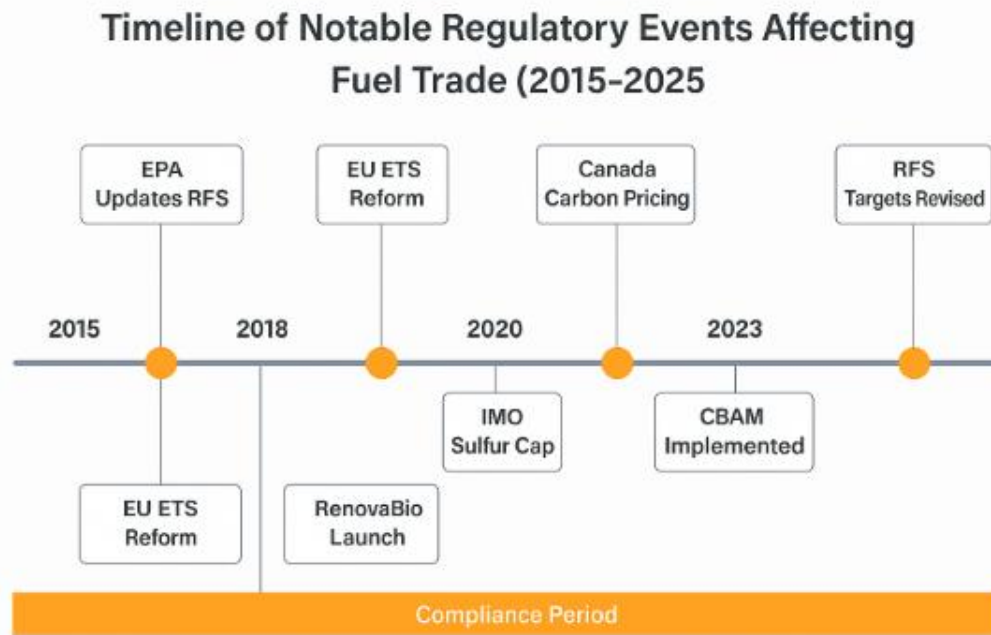 Timeline of Notable Regulatory Events Affecting
Fuel Trade (2015–2025
EPA
Updates RFS
EU ETS
Reform
Canada
Carbon Pricing
RFS
Targets Revised
2015
2018
2020
2023
IMO
Sulfur Cap
CBAM
Implemented
EU ETS
Reform
RenovaBio
Launch
Compliance Period